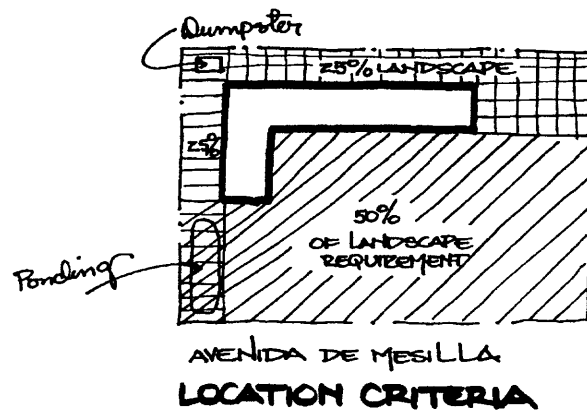 Dumpster
25% LANDSCAPE
25%
50%
OF LANDSCAPE
REQUIREMENT
Ponding
AVENIDA DE MESILLA
LOCATION CRITERIA